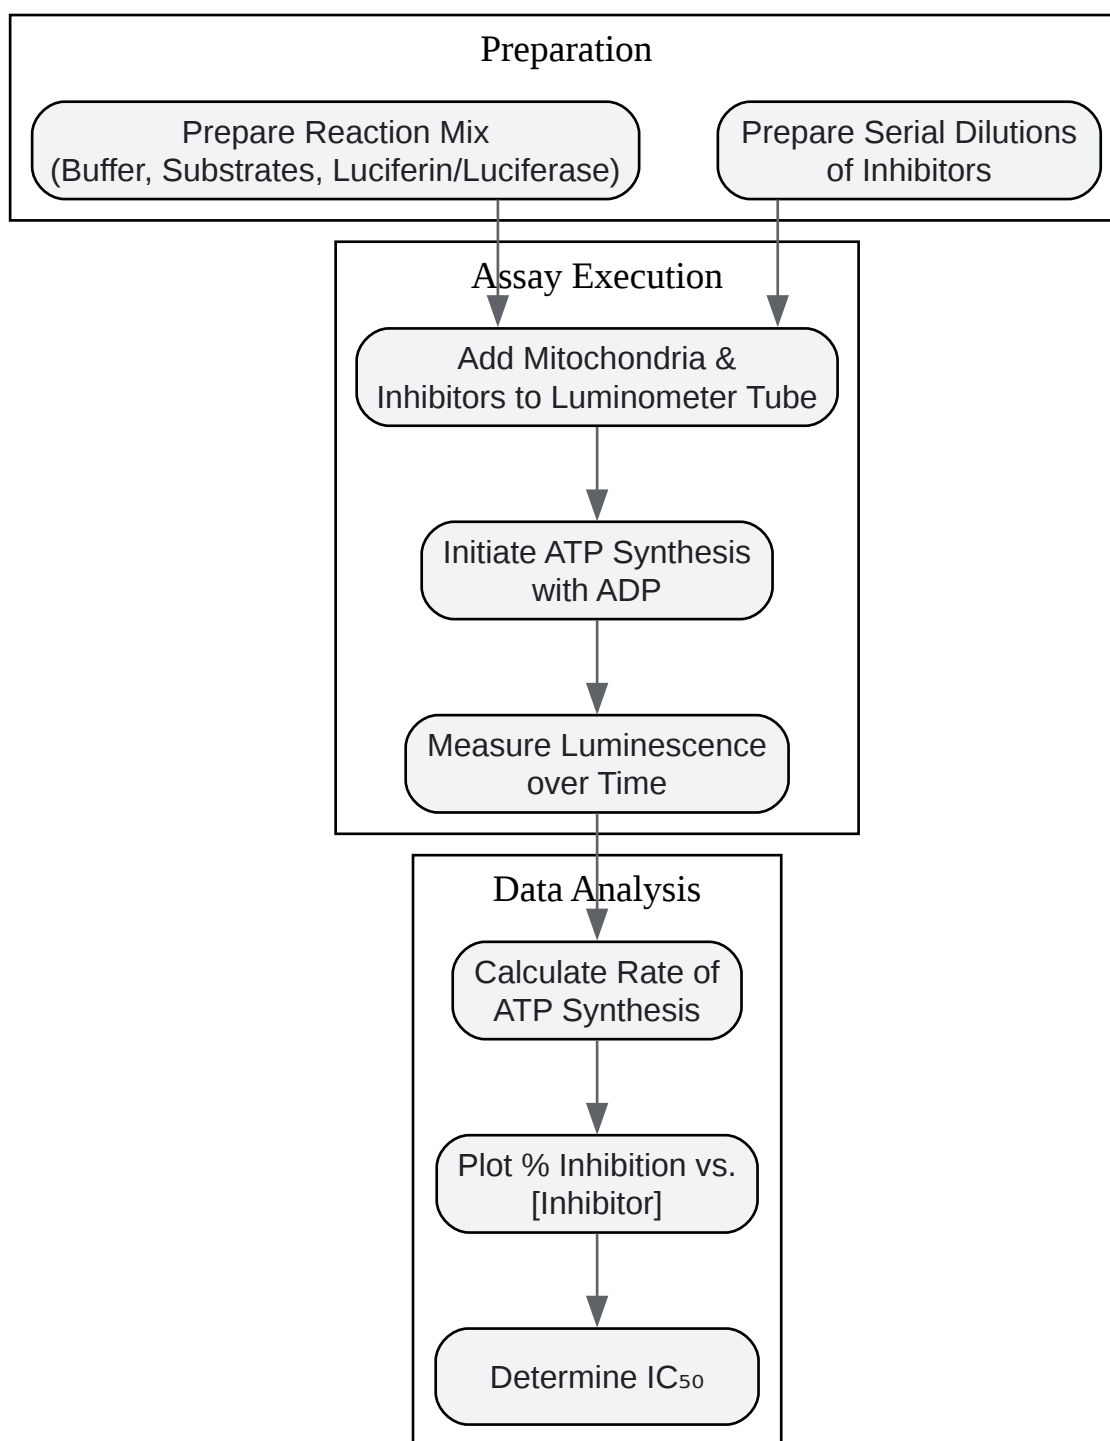 Preparation
Prepare Reaction Mix
(Buffer, Substrates, Luciferin/Luciferase)
Prepare Serial Dilutions
of Inhibitors
Assay Execution
Add Mitochondria &
Inhibitors to Luminometer Tube
Initiate ATP Synthesis
with ADP
Measure Luminescence
over Time
Data Analysis
Calculate Rate of
ATP Synthesis
Plot % Inhibition vs.
[Inhibitor]
Determine IC₅₀